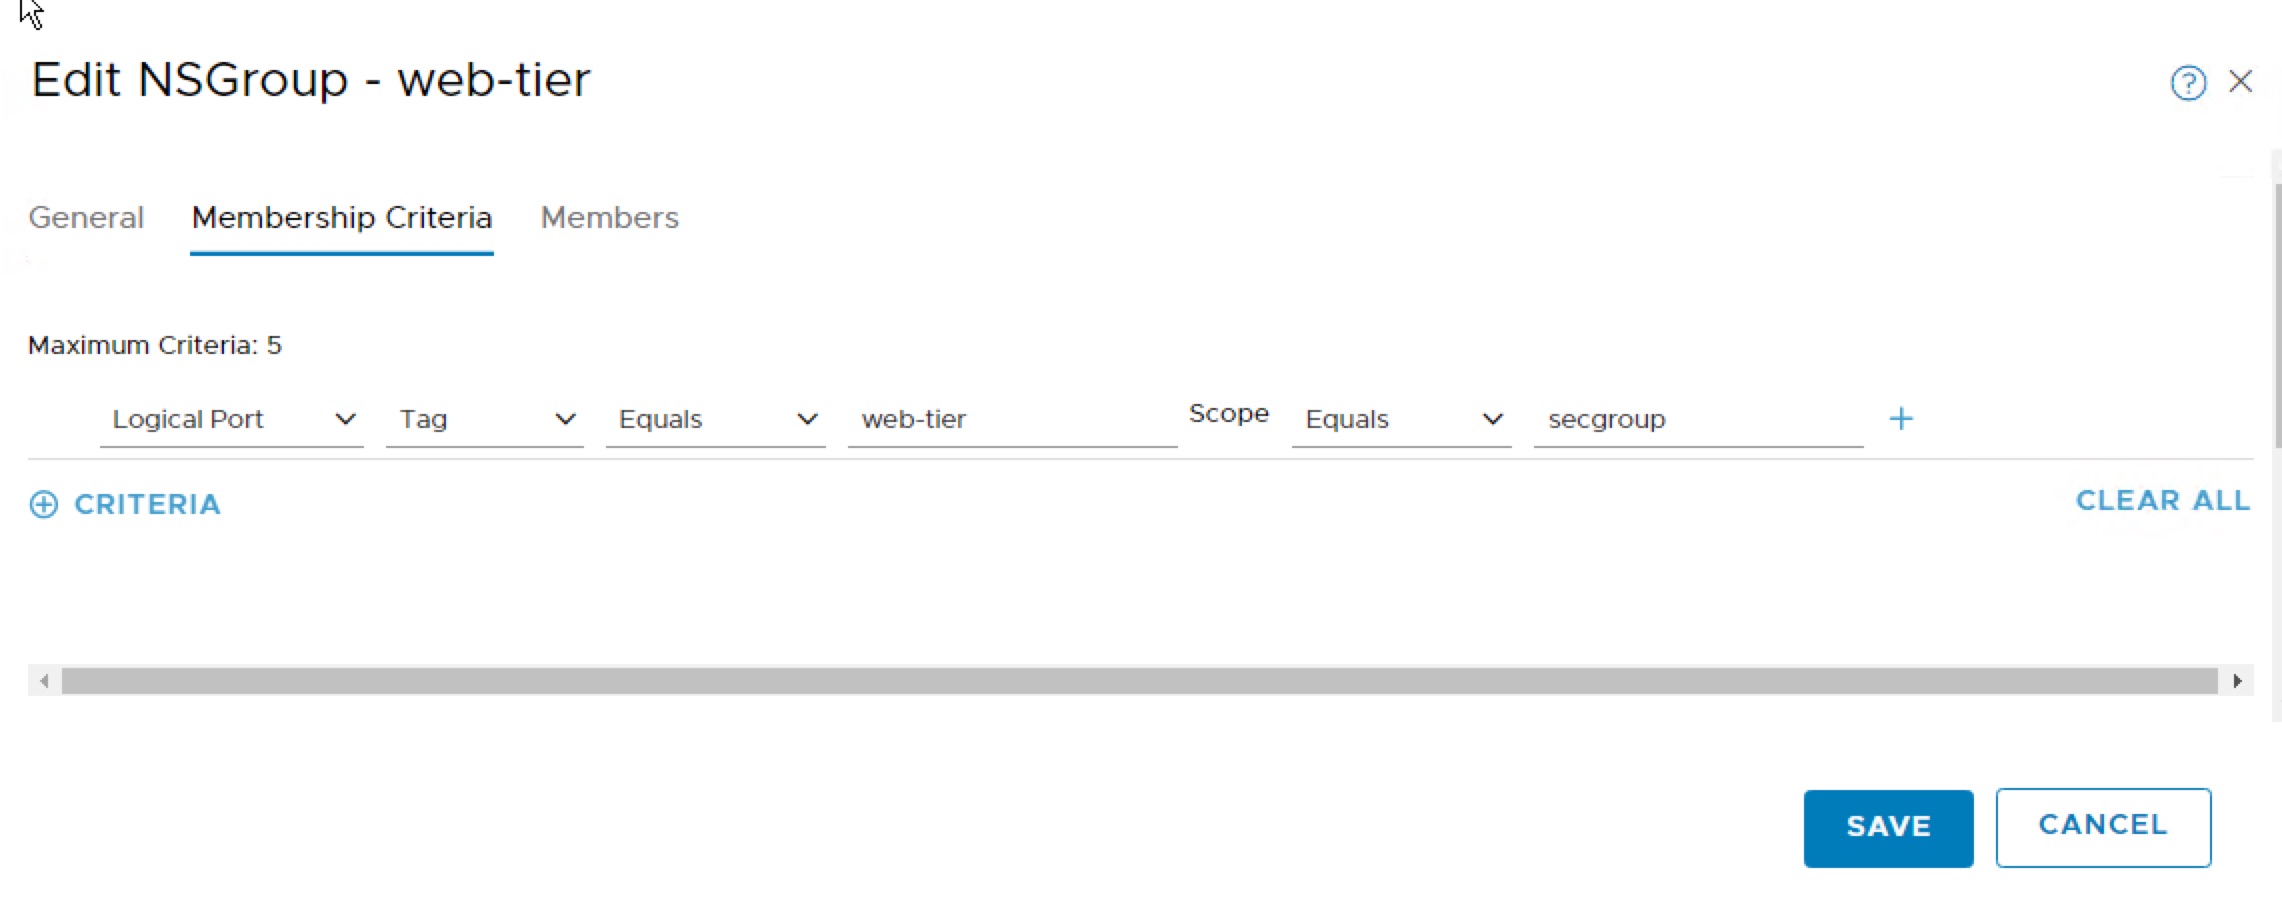 Edit NSGroup - web-tier
General Membership Criteria Members
Maximum Criteria: 5
Logical Port Tag Equals web-tier Scope Equals secgroup
CRITERIA CLEAR ALL
SAVE CANCEL